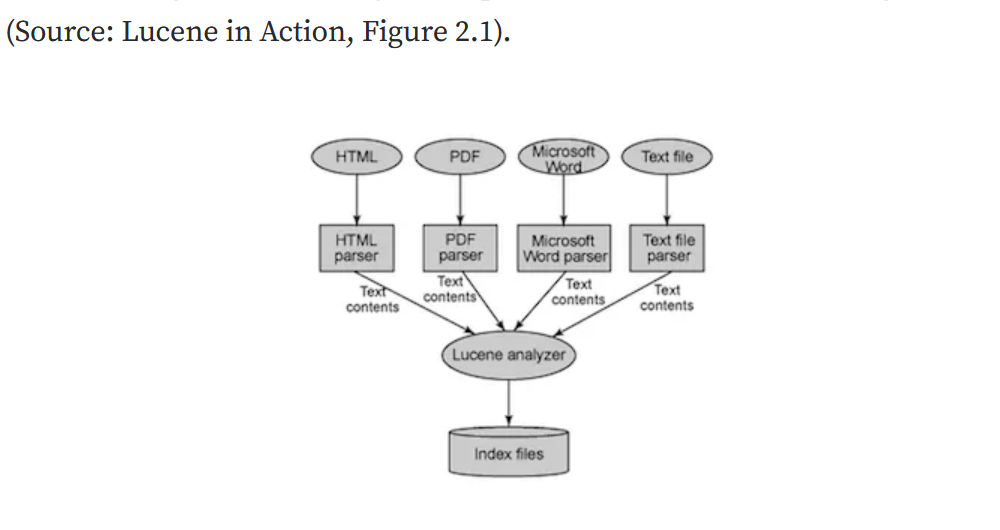 (Source: Lucene in Action, Figure 2.1).
HTML
PDF
Microsoft
Word
Text file
HTML
parser
PDF
parser
Microsoft
Word parser
Text file
parser
Text
contents
Text
contents
Text
contents
Text
contents
Lucene analyzer
Index files